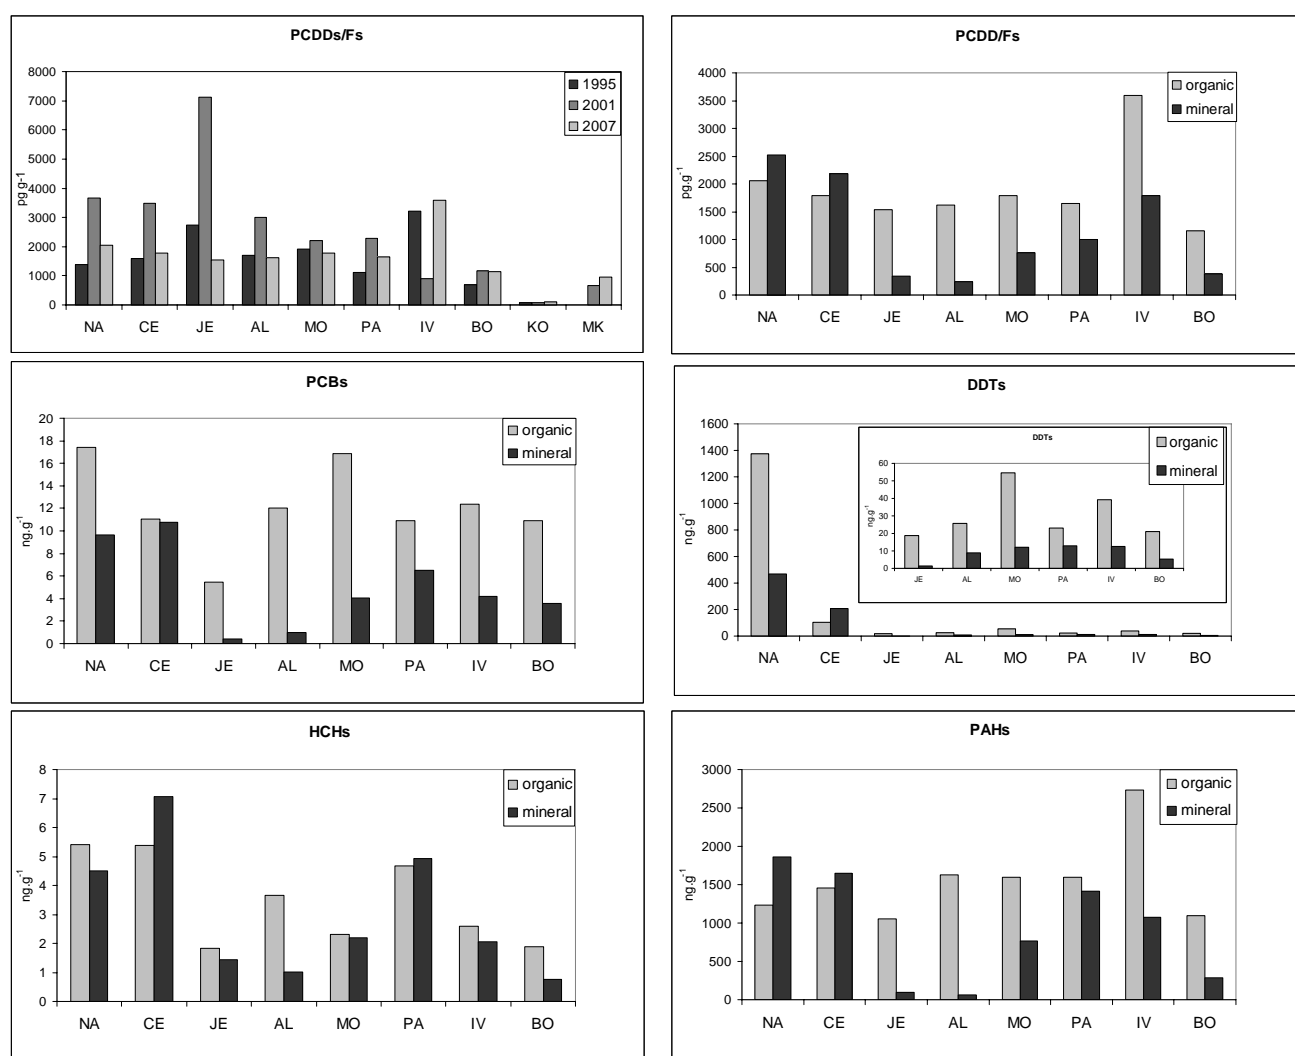 PCDDs/Fs
8000
7000
6000
5000
4000
3000
2000
1000
0
pg g-1
1995
2001
2007
NA CE JE AL MO PA IV BO KO MK
PCDD/Fs
4000
3500
3000
2500
2000
1500
1000
500
0
pg.g-1
organic
mineral
NA CE JE AL MO PA IV BO
PCBs
20
18
16
14
12
10
8
6
4
2
0
ng.g-1
organic
mineral
NA CE JE AL MO PA IV BO
DDTs
1600
1400
1200
1000
800
600
400
200
0
ng.g-1
organic
mineral
DDTs
60
50
40
30
20
10
0
ng.g-1
JE AL MO PA IV BO
NA CE JE AL MO PA IV BO
HCHs
8
7
6
5
4
3
2
1
0
ng.g-1
organic
mineral
NA CE JE AL MO PA IV BO
PAHs
3000
2500
2000
1500
1000
500
0
ng.g-1
organic
mineral
NA CE JE AL MO PA IV BO